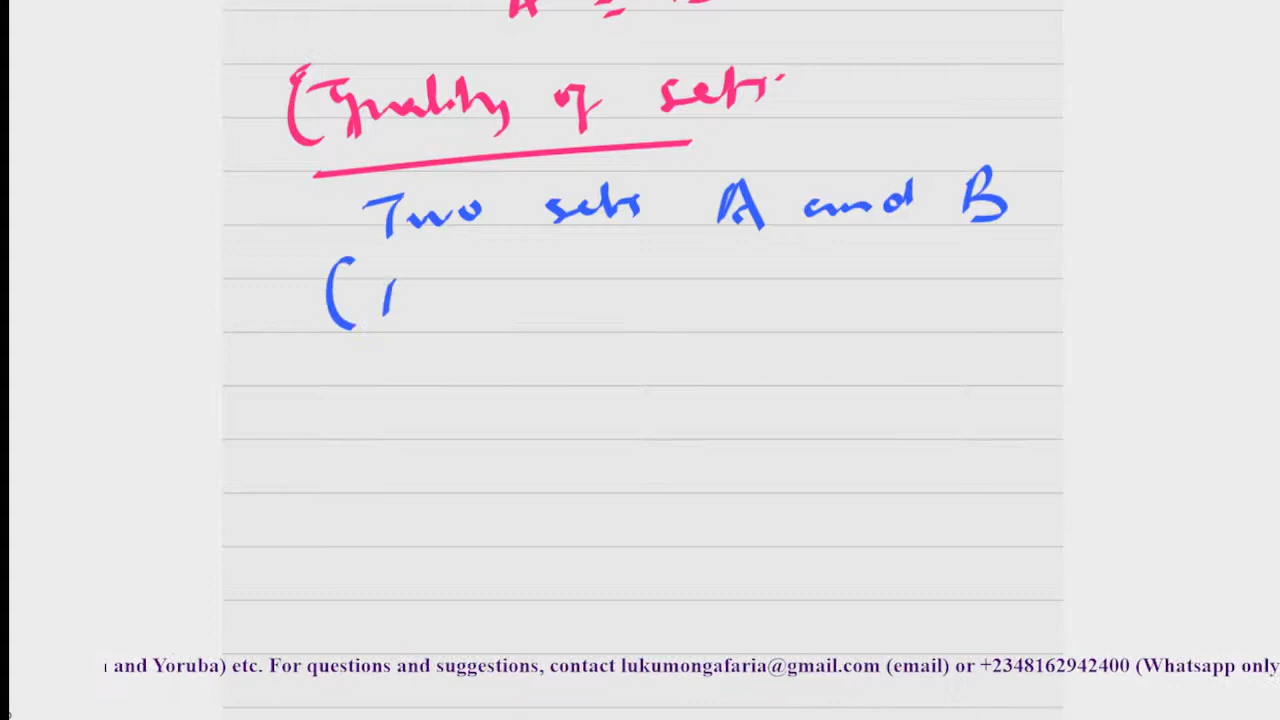 (Equality of sets.
Two sets A and B
(
and Yoruba) etc. For questions and suggestions, contact lukumongafaria@gmail.com (email) or +2348162942400 (Whatsapp only